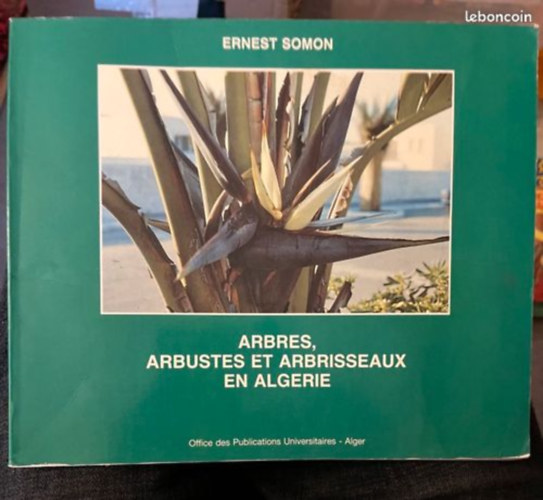 leboncoin
ERNEST SOMON
ARBRES,
ARBUSTES ET ARBRISSEAUX
EN ALGERIE
Office des Publications Universitaires - Alger